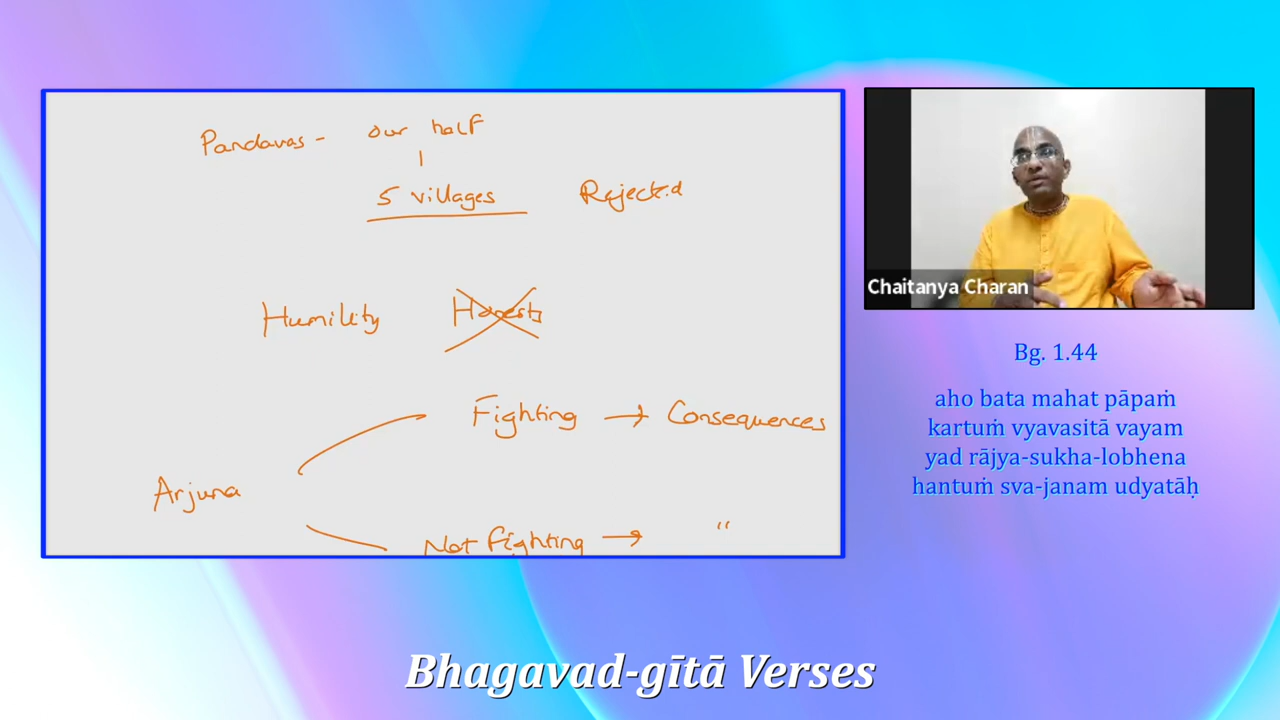 Pandavas - our half
5 villages Rejected
Humility Honesty
Fighting → Consequences
Arjuna
Not fighting → "
Chaitanya Charan
Bg. 1.44
aho bata mahat pāpaṁ
kartuṁ vyavasitā vayam
yad rājya-sukha-lobhena
hantuṁ sva-janam udyatāḥ
Bhagavad-gītā Verses